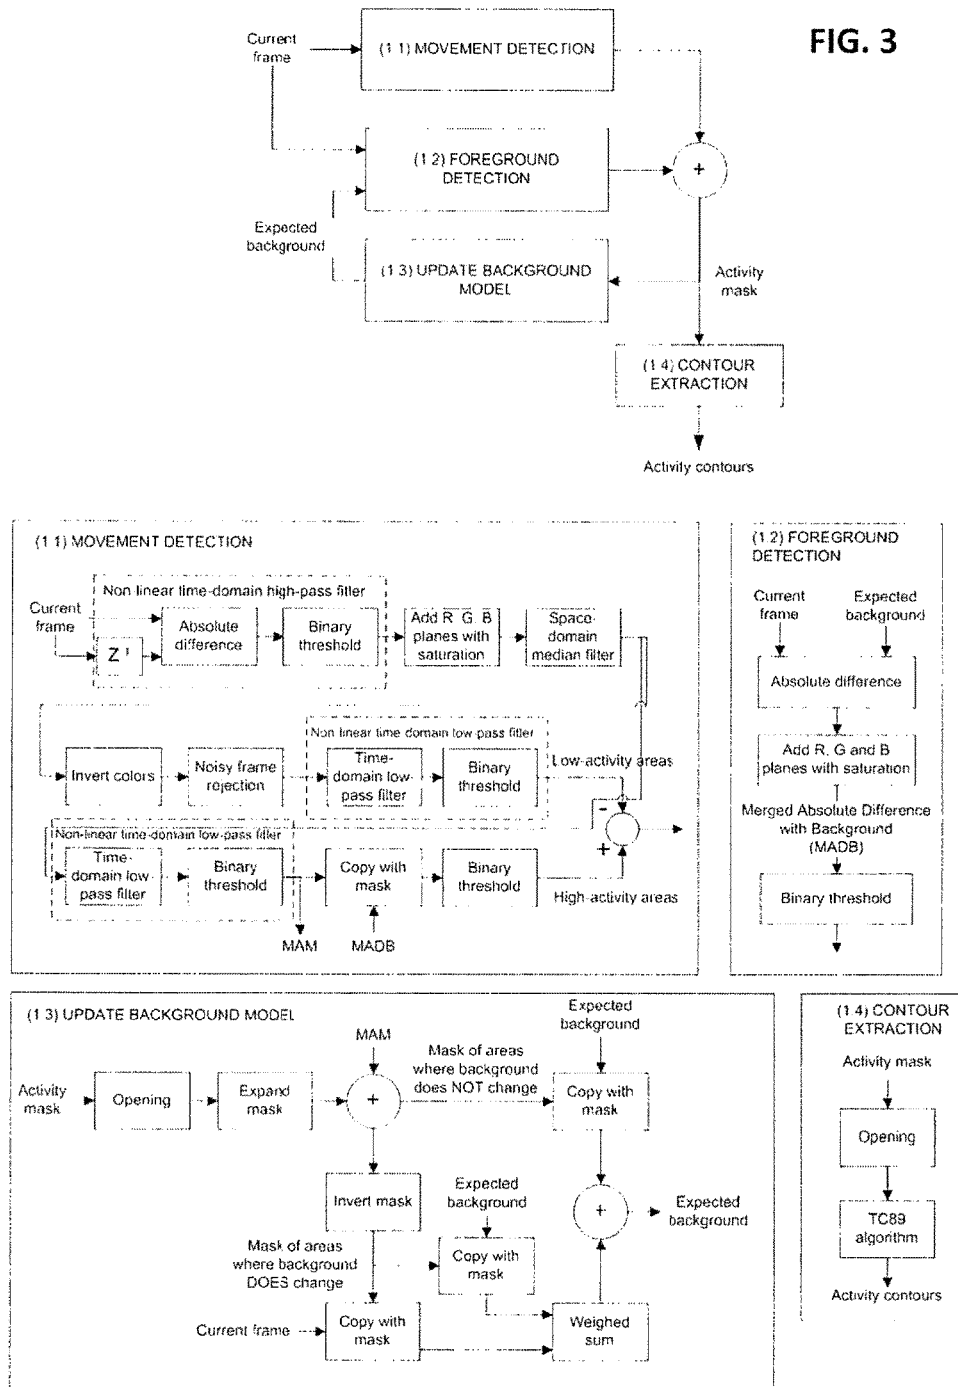 FIG. 3
Current
frame
(1.1) MOVEMENT DETECTION
(1.2) FOREGROUND
DETECTION
+
Expected
background
(1.3) UPDATE BACKGROUND
MODEL
Activity
mask
(1.4) CONTOUR
EXTRACTION
Activity contours
(1.1) MOVEMENT DETECTION
Non linear time-domain high-pass filter
Current
frame
Z-1
Absolute
difference
Binary
threshold
Add R, G, B
planes with
saturation
Space-
domain
median filter
Non linear time domain low-pass filter
Invert colors
Noisy frame
rejection
Time-
domain low-
pass filter
Binary
threshold
Low-activity areas
-
+
Non-linear time-domain low-pass filter
Time-
domain low-
pass filter
Binary
threshold
Copy with
mask
Binary
threshold
High-activity areas
MAM
MADB
(1.2) FOREGROUND
DETECTION
Current
frame
Expected
background
Absolute difference
Add R, G and B
planes with saturation
Merged Absolute Difference
with Background
(MADB)
Binary threshold
(1.3) UPDATE BACKGROUND MODEL
Activity
mask
Opening
Expand
mask
MAM
+
Mask of areas
where background
does NOT change
Expected
background
Copy with
mask
Invert mask
Expected
background
+
Expected
background
Mask of areas
where background
DOES change
Copy with
mask
Current frame
Copy with
mask
Weighed
sum
(1.4) CONTOUR
EXTRACTION
Activity mask
Opening
TC89
algorithm
Activity contours